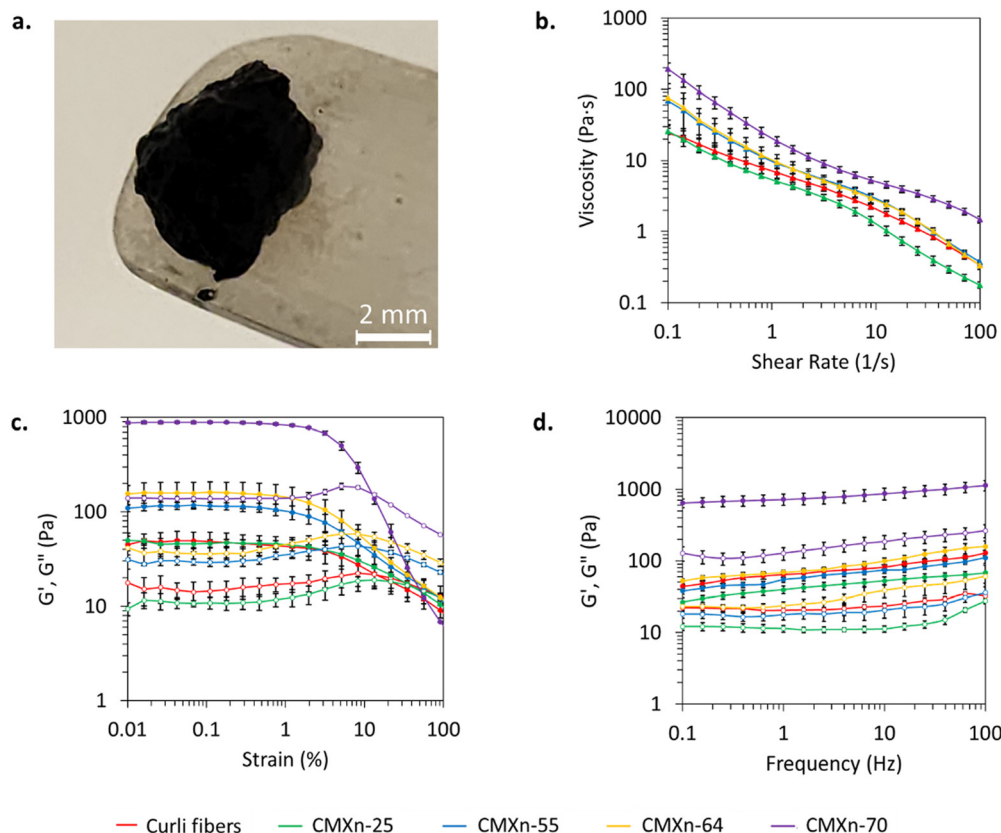 a.
2 mm
b.
1000
100
10
1
0.1
Viscosity (Pa·s)
0.1 1 10 100
Shear Rate (1/s)
c.
1000
100
10
1
G', G" (Pa)
0.01 0.1 1 10 100
Strain (%)
d.
10000
1000
100
10
1
G', G" (Pa)
0.1 1 10 100
Frequency (Hz)
Curli fibers CMXn-25 CMXn-55 CMXn-64 CMXn-70